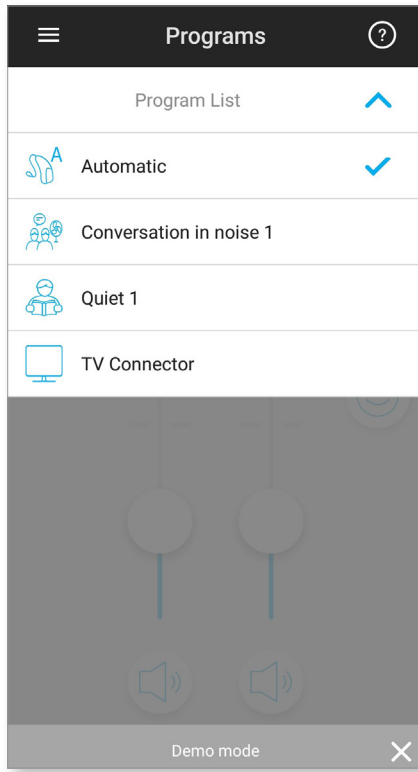 Programs
?
Program List
A
Automatic
Conversation in noise 1
Quiet 1
TV Connector
Demo mode